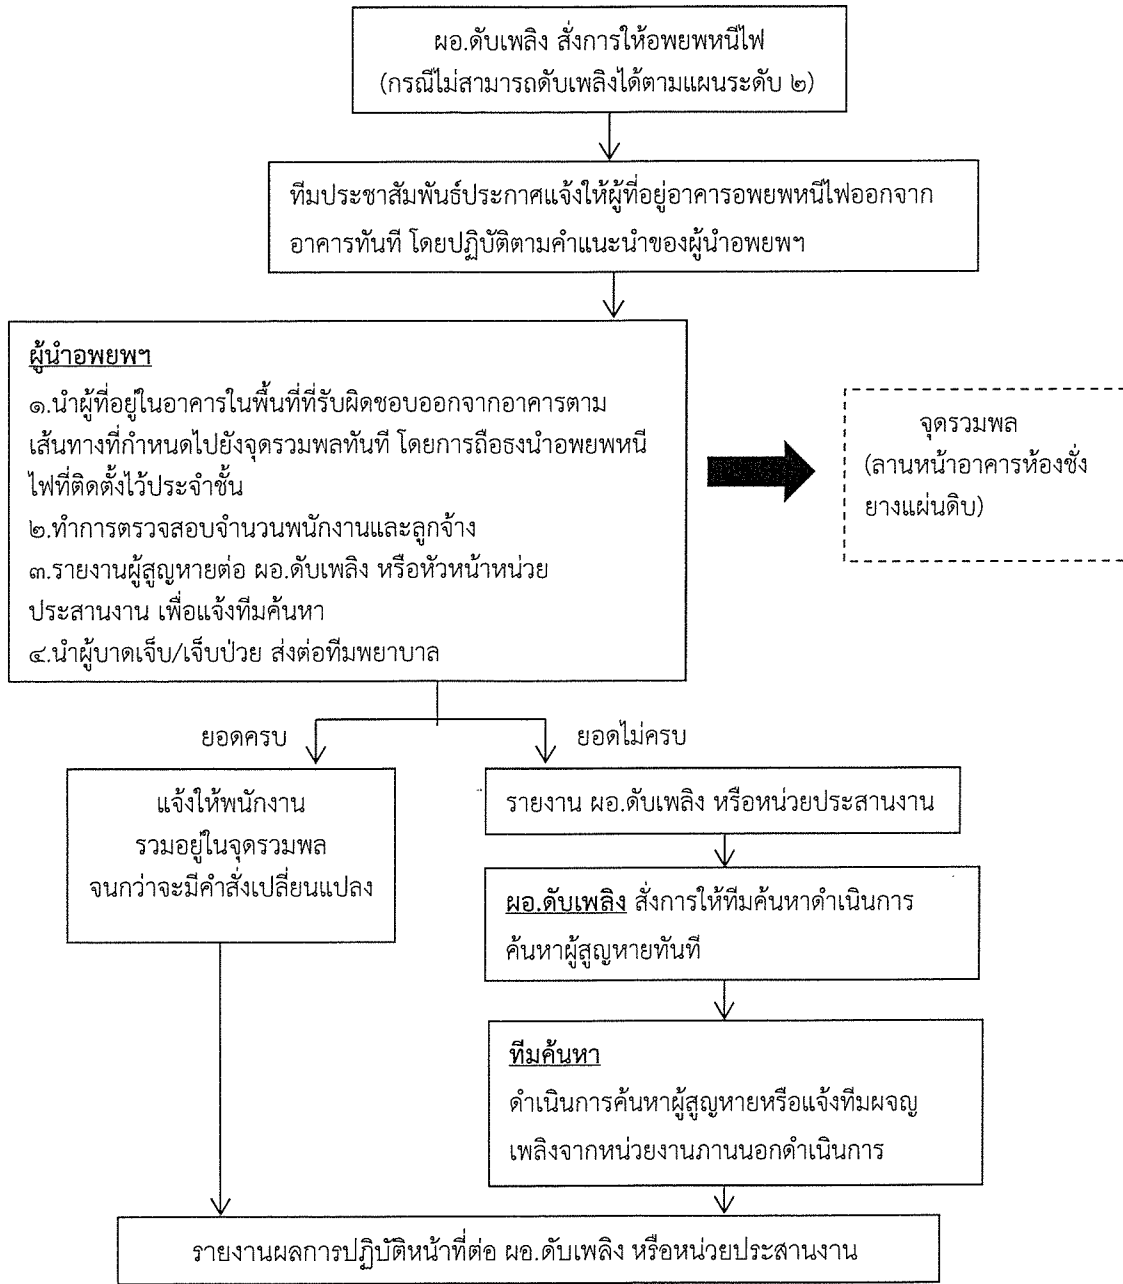 ผอ.ดับเพลิง สั่งการให้อพยพหนีไฟ
(กรณีไม่สามารถดับเพลิงได้ตามแผนระดับ ๒)
ทีมประชาสัมพันธ์ประกาศแจ้งให้ผู้ที่อยู่อาคารอพยพหนีไฟออกจาก
อาคารทันที โดยปฏิบัติตามคำแนะนำของผู้นำอพยพฯ
ผู้นำอพยพฯ
๑.นำผู้ที่อยู่ในอาคารในพื้นที่ที่รับผิดชอบออกจากอาคารตาม
เส้นทางที่กำหนดไปยังจุดรวมพลทันที โดยการถือธงนำอพยพหนี
ไฟที่ติดตั้งไว้ประจำชั้น
๒.ทำการตรวจสอบจำนวนพนักงานและลูกจ้าง
๓.รายงานผู้สูญหายต่อ ผอ.ดับเพลิง หรือหัวหน้าหน่วย
ประสานงาน เพื่อแจ้งทีมค้นหา
๔.นำผู้บาดเจ็บ/เจ็บป่วย ส่งต่อทีมพยาบาล
จุดรวมพล
(ลานหน้าอาคารห้องชั่ง
ยางแผ่นดิบ)
ยอดครบ
ยอดไม่ครบ
แจ้งให้พนักงาน
รวมอยู่ในจุดรวมพล
จนกว่าจะมีคำสั่งเปลี่ยนแปลง
รายงาน ผอ.ดับเพลิง หรือหน่วยประสานงาน
ผอ.ดับเพลิง สั่งการให้ทีมค้นหาดำเนินการ
ค้นหาผู้สูญหายทันที
ทีมค้นหา
ดำเนินการค้นหาผู้สูญหายหรือแจ้งทีมผจญ
เพลิงจากหน่วยงานภานนอกดำเนินการ
รายงานผลการปฏิบัติหน้าที่ต่อ ผอ.ดับเพลิง หรือหน่วยประสานงาน